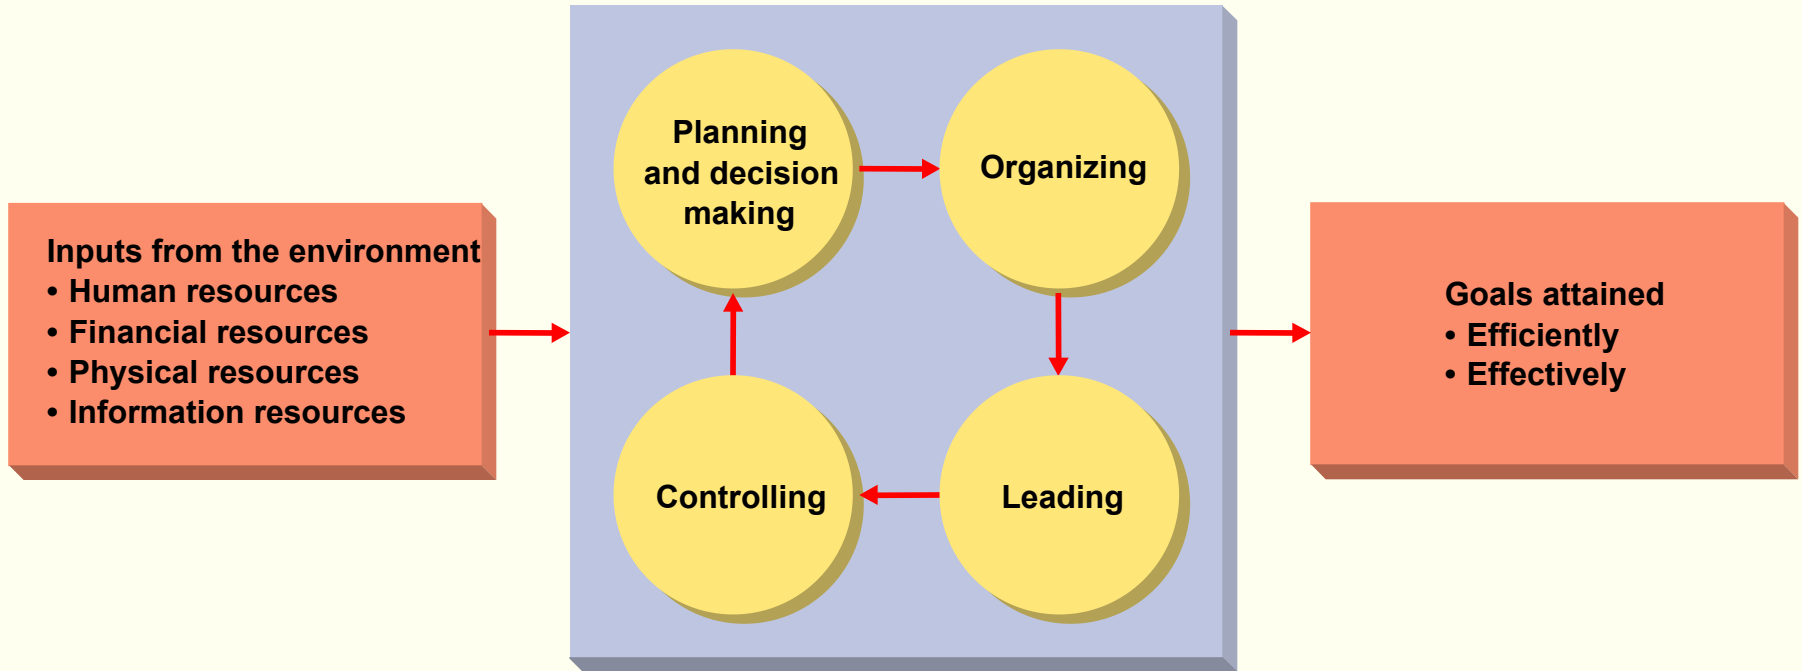 Inputs from the environment
• Human resources
• Financial resources
• Physical resources
• Information resources
Planning
and decision
making
Organizing
Controlling
Leading
Goals attained
• Efficiently
• Effectively